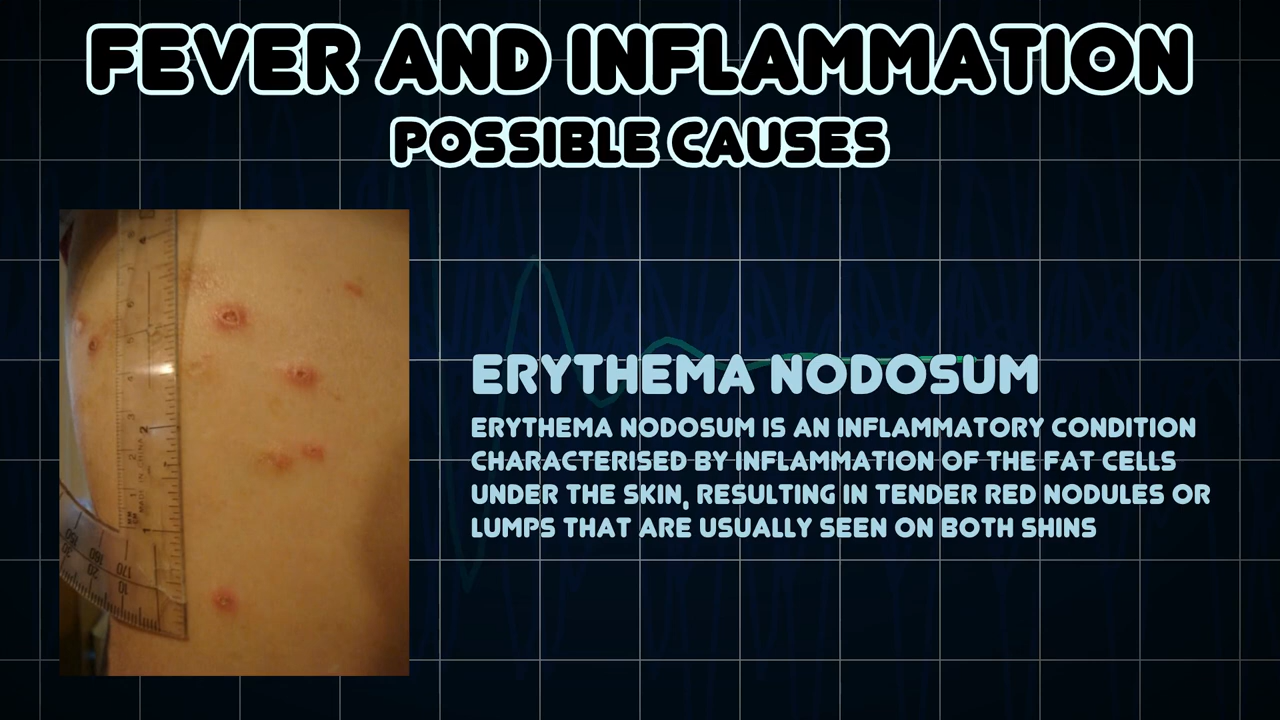 FEVER AND INFLAMMATION
POSSIBLE CAUSES
ERYTHEMA NODOSUM
ERYTHEMA NODOSUM IS AN INFLAMMATORY CONDITION
CHARACTERISED BY INFLAMMATION OF THE FAT CELLS
UNDER THE SKIN, RESULTING IN TENDER RED NODULES OR
LUMPS THAT ARE USUALLY SEEN ON BOTH SHINS